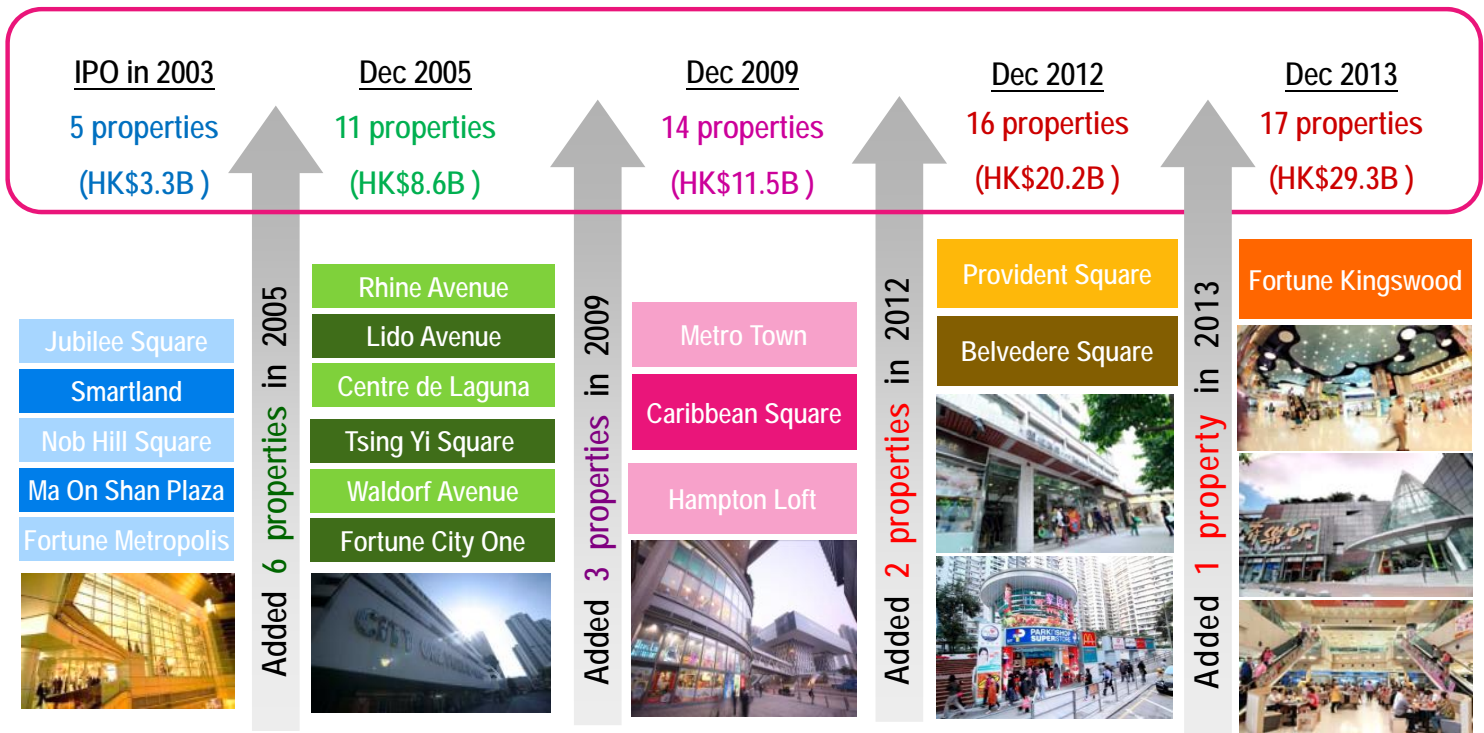 IPO in 2003
5 properties
(HK$3.3B )
Dec 2005
11 properties
(HK$8.6B )
Dec 2009
14 properties
(HK$11.5B )
Dec 2012
16 properties
(HK$20.2B )
Dec 2013
17 properties
(HK$29.3B )
Jubilee Square
Smartland
Nob Hill Square
Ma On Shan Plaza
Fortune Metropolis
Added 6 properties in 2005
Rhine Avenue
Lido Avenue
Centre de Laguna
Tsing Yi Square
Waldorf Avenue
Fortune City One
Added 3 properties in 2009
Metro Town
Caribbean Square
Hampton Loft
Added 2 properties in 2012
Provident Square
Belvedere Square
PARKNSHOP
SUPERSTORE
Added 1 property in 2013
Fortune Kingswood